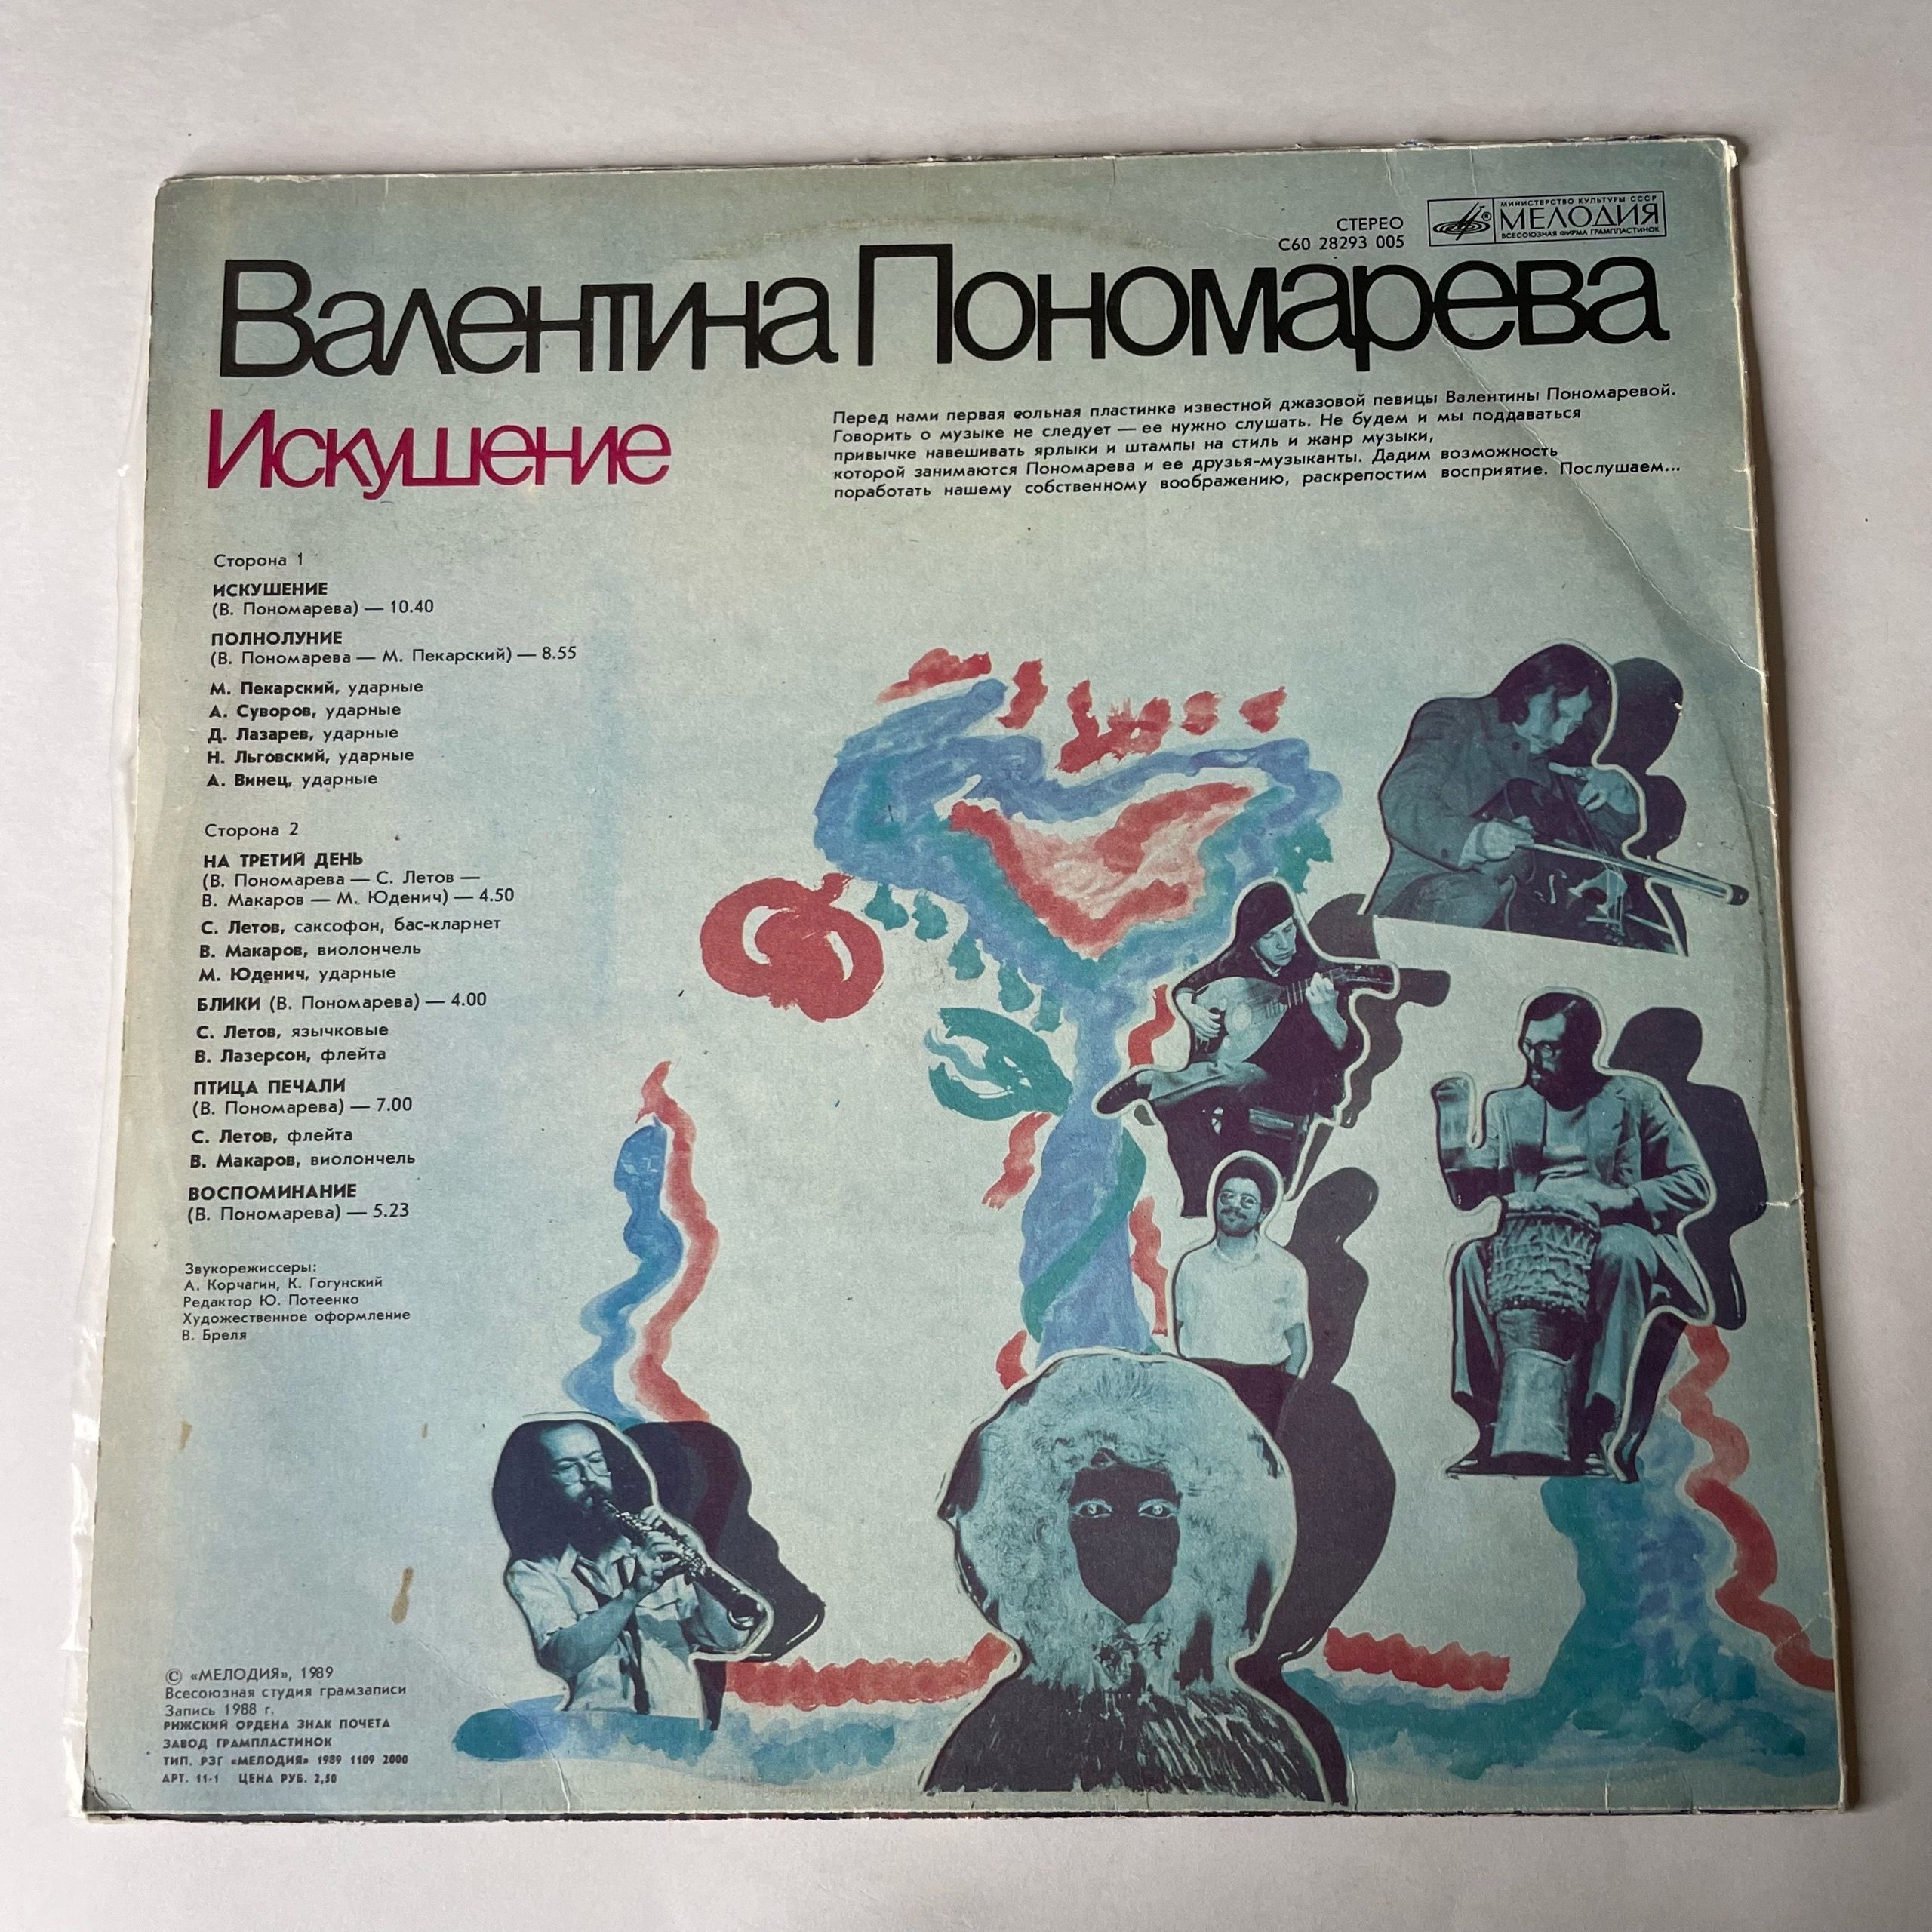 СТЕРЕО
С60 28293 005
МИНИСТЕРСТВО КУЛЬТУРЫ СССР
МЕЛОДИЯ
ВСЕСОЮЗНАЯ ФИРМА ГРАМПЛАСТИНОК
Валентина Пономарева
Искушение
Перед нами первая сольная пластинка известной джазовой певицы Валентины Пономаревой.
Говорить о музыке не следует — ее нужно слушать. Не будем и мы поддаваться
привычке навешивать ярлыки и штампы на стиль и жанр музыки,
которой занимаются Пономарева и ее друзья-музыканты. Дадим возможность
поработать нашему собственному воображению, раскрепостим восприятие. Послушаем...
Сторона 1
ИСКУШЕНИЕ
(В. Пономарева) — 10.40
ПОЛНОЛУНИЕ
(В. Пономарева — М. Пекарский) — 8.55
М. Пекарский, ударные
А. Суворов, ударные
Д. Лазарев, ударные
Н. Льговский, ударные
А. Винец, ударные
Сторона 2
НА ТРЕТИЙ ДЕНЬ
(В. Пономарева — С. Летов —
В. Макаров — М. Юденич) — 4.50
С. Летов, саксофон, бас-кларнет
В. Макаров, виолончель
М. Юденич, ударные
БЛИКИ (В. Пономарева) — 4.00
С. Летов, язычковые
В. Лазерсон, флейта
ПТИЦА ПЕЧАЛИ
(В. Пономарева) — 7.00
С. Летов, флейта
В. Макаров, виолончель
ВОСПОМИНАНИЕ
(В. Пономарева) — 5.23
Звукорежиссеры:
А. Корчагин, К. Гогунский
Редактор Ю. Потеенко
Художественное оформление
В. Бреля
© «МЕЛОДИЯ», 1989
Всесоюзная студия грамзаписи
Запись 1988 г.
РИЖСКИЙ ОРДЕНА ЗНАК ПОЧЕТА
ЗАВОД ГРАМПЛАСТИНОК
ТИП. РЗГ «МЕЛОДИЯ» 1989 1109 2000
АРТ. 11-1 ЦЕНА РУБ. 2,50